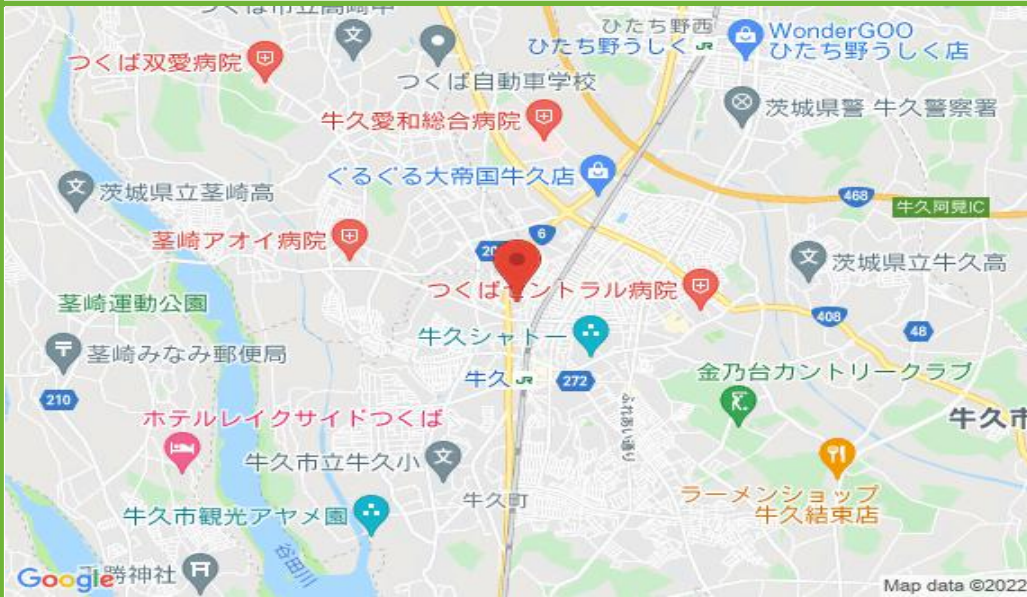 ひたち野西
ひたち野うしく JR
WonderGOO
ひたち野うしく店
つくば双愛病院
つくば自動車学校
茨城県警 牛久警察署
牛久愛和総合病院
ぐるぐる大帝国牛久店
茨城県立茎崎高
468
牛久阿見IC
茎崎アオイ病院
6
茨城県立牛久高
つくばセントラル病院
茎崎運動公園
408
48
牛久シャトー
茎崎みなみ郵便局
牛久 JR
272
金乃台カントリークラブ
210
ふれあい通り
ホテルレイクサイドつくば
牛久市
牛久市立牛久小
牛久町
ラーメンショップ
牛久結束店
牛久市観光アヤメ園
谷田川
勝神社
Google
Map data ©2022